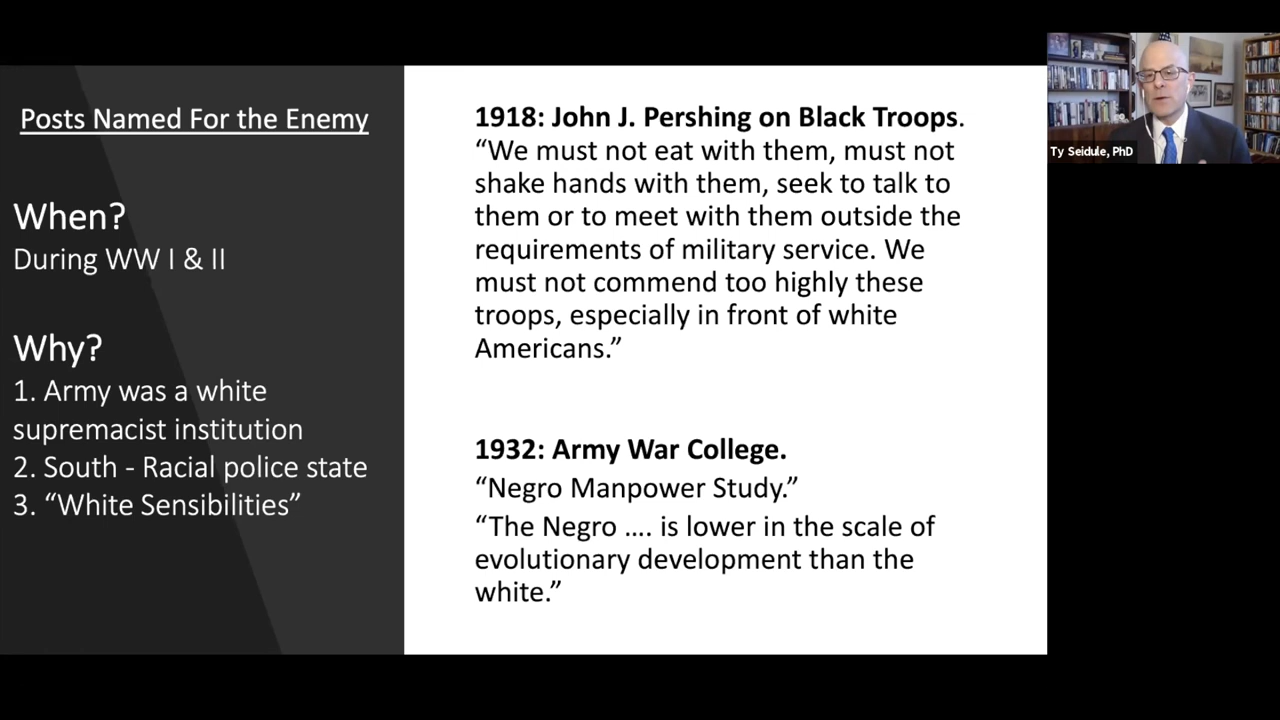 Posts Named For the Enemy
When?
During WW I & II
Why?
1. Army was a white
supremacist institution
2. South - Racial police state
3. “White Sensibilities”
1918: John J. Pershing on Black Troops.
“We must not eat with them, must not
shake hands with them, seek to talk to
them or to meet with them outside the
requirements of military service. We
must not commend too highly these
troops, especially in front of white
Americans.”
1932: Army War College.
“Negro Manpower Study.”
“The Negro .... is lower in the scale of
evolutionary development than the
white.”
Ty Seidule, PhD